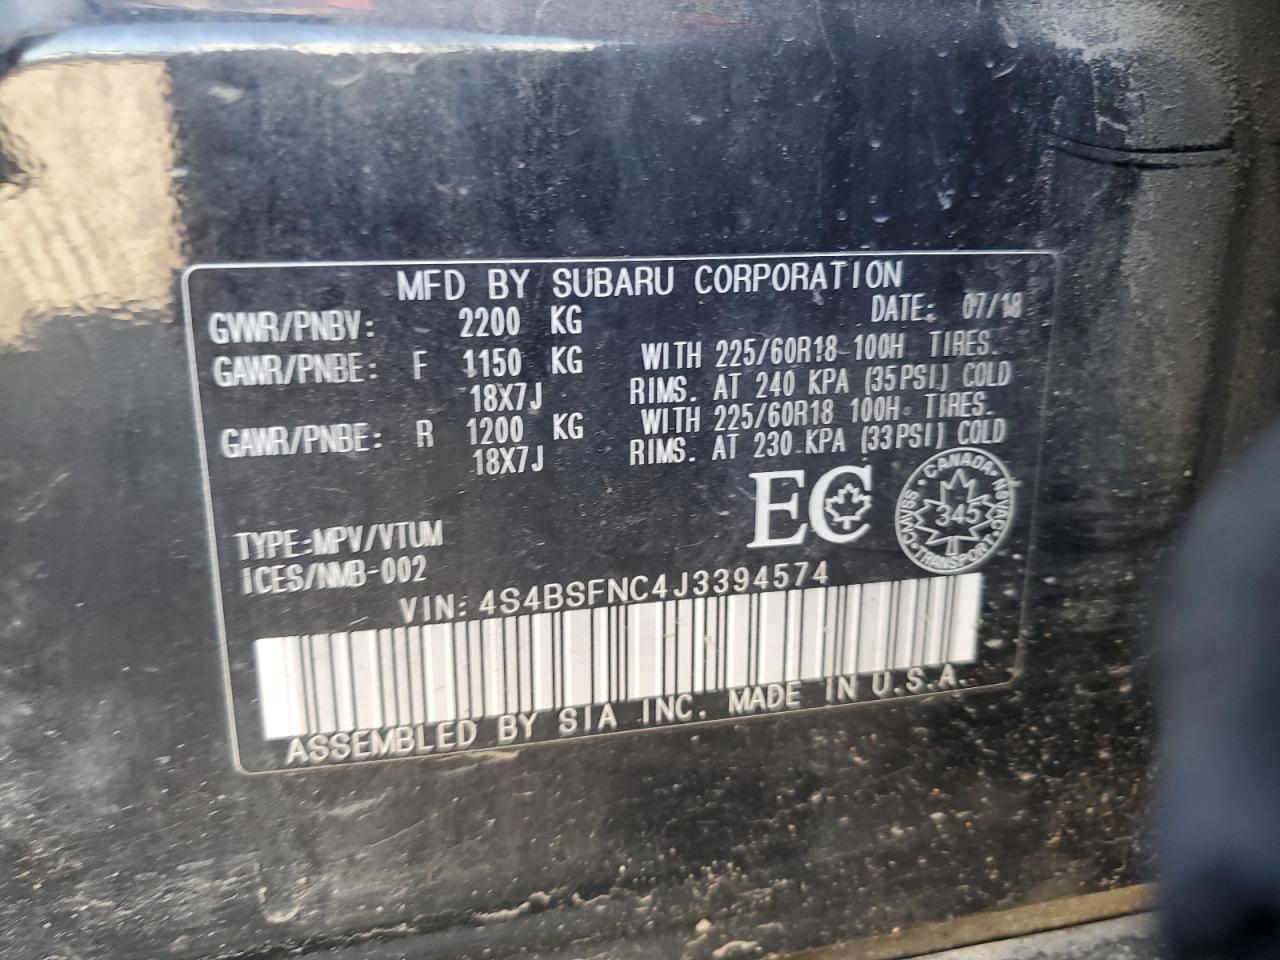 MFD BY SUBARU CORPORATION
DATE: 07/18
GVWR/PNBV: 2200 KG
GAWR/PNBE: F 1150 KG WITH 225/60R18 100H TIRES.
18X7J RIMS. AT 240 KPA (35PSI) COLD
GAWR/PNBE: R 1200 KG WITH 225/60R18 100H TIRES.
18X7J RIMS. AT 230 KPA (33PSI) COLD
EC
CANADA · NSVAC · TRANSPORT · CMVSS
345
TYPE:MPV/VTUM
ICES/NMB-002
VIN: 4S4BSFNC4J3394574
ASSEMBLED BY SIA INC. MADE IN U.S.A.